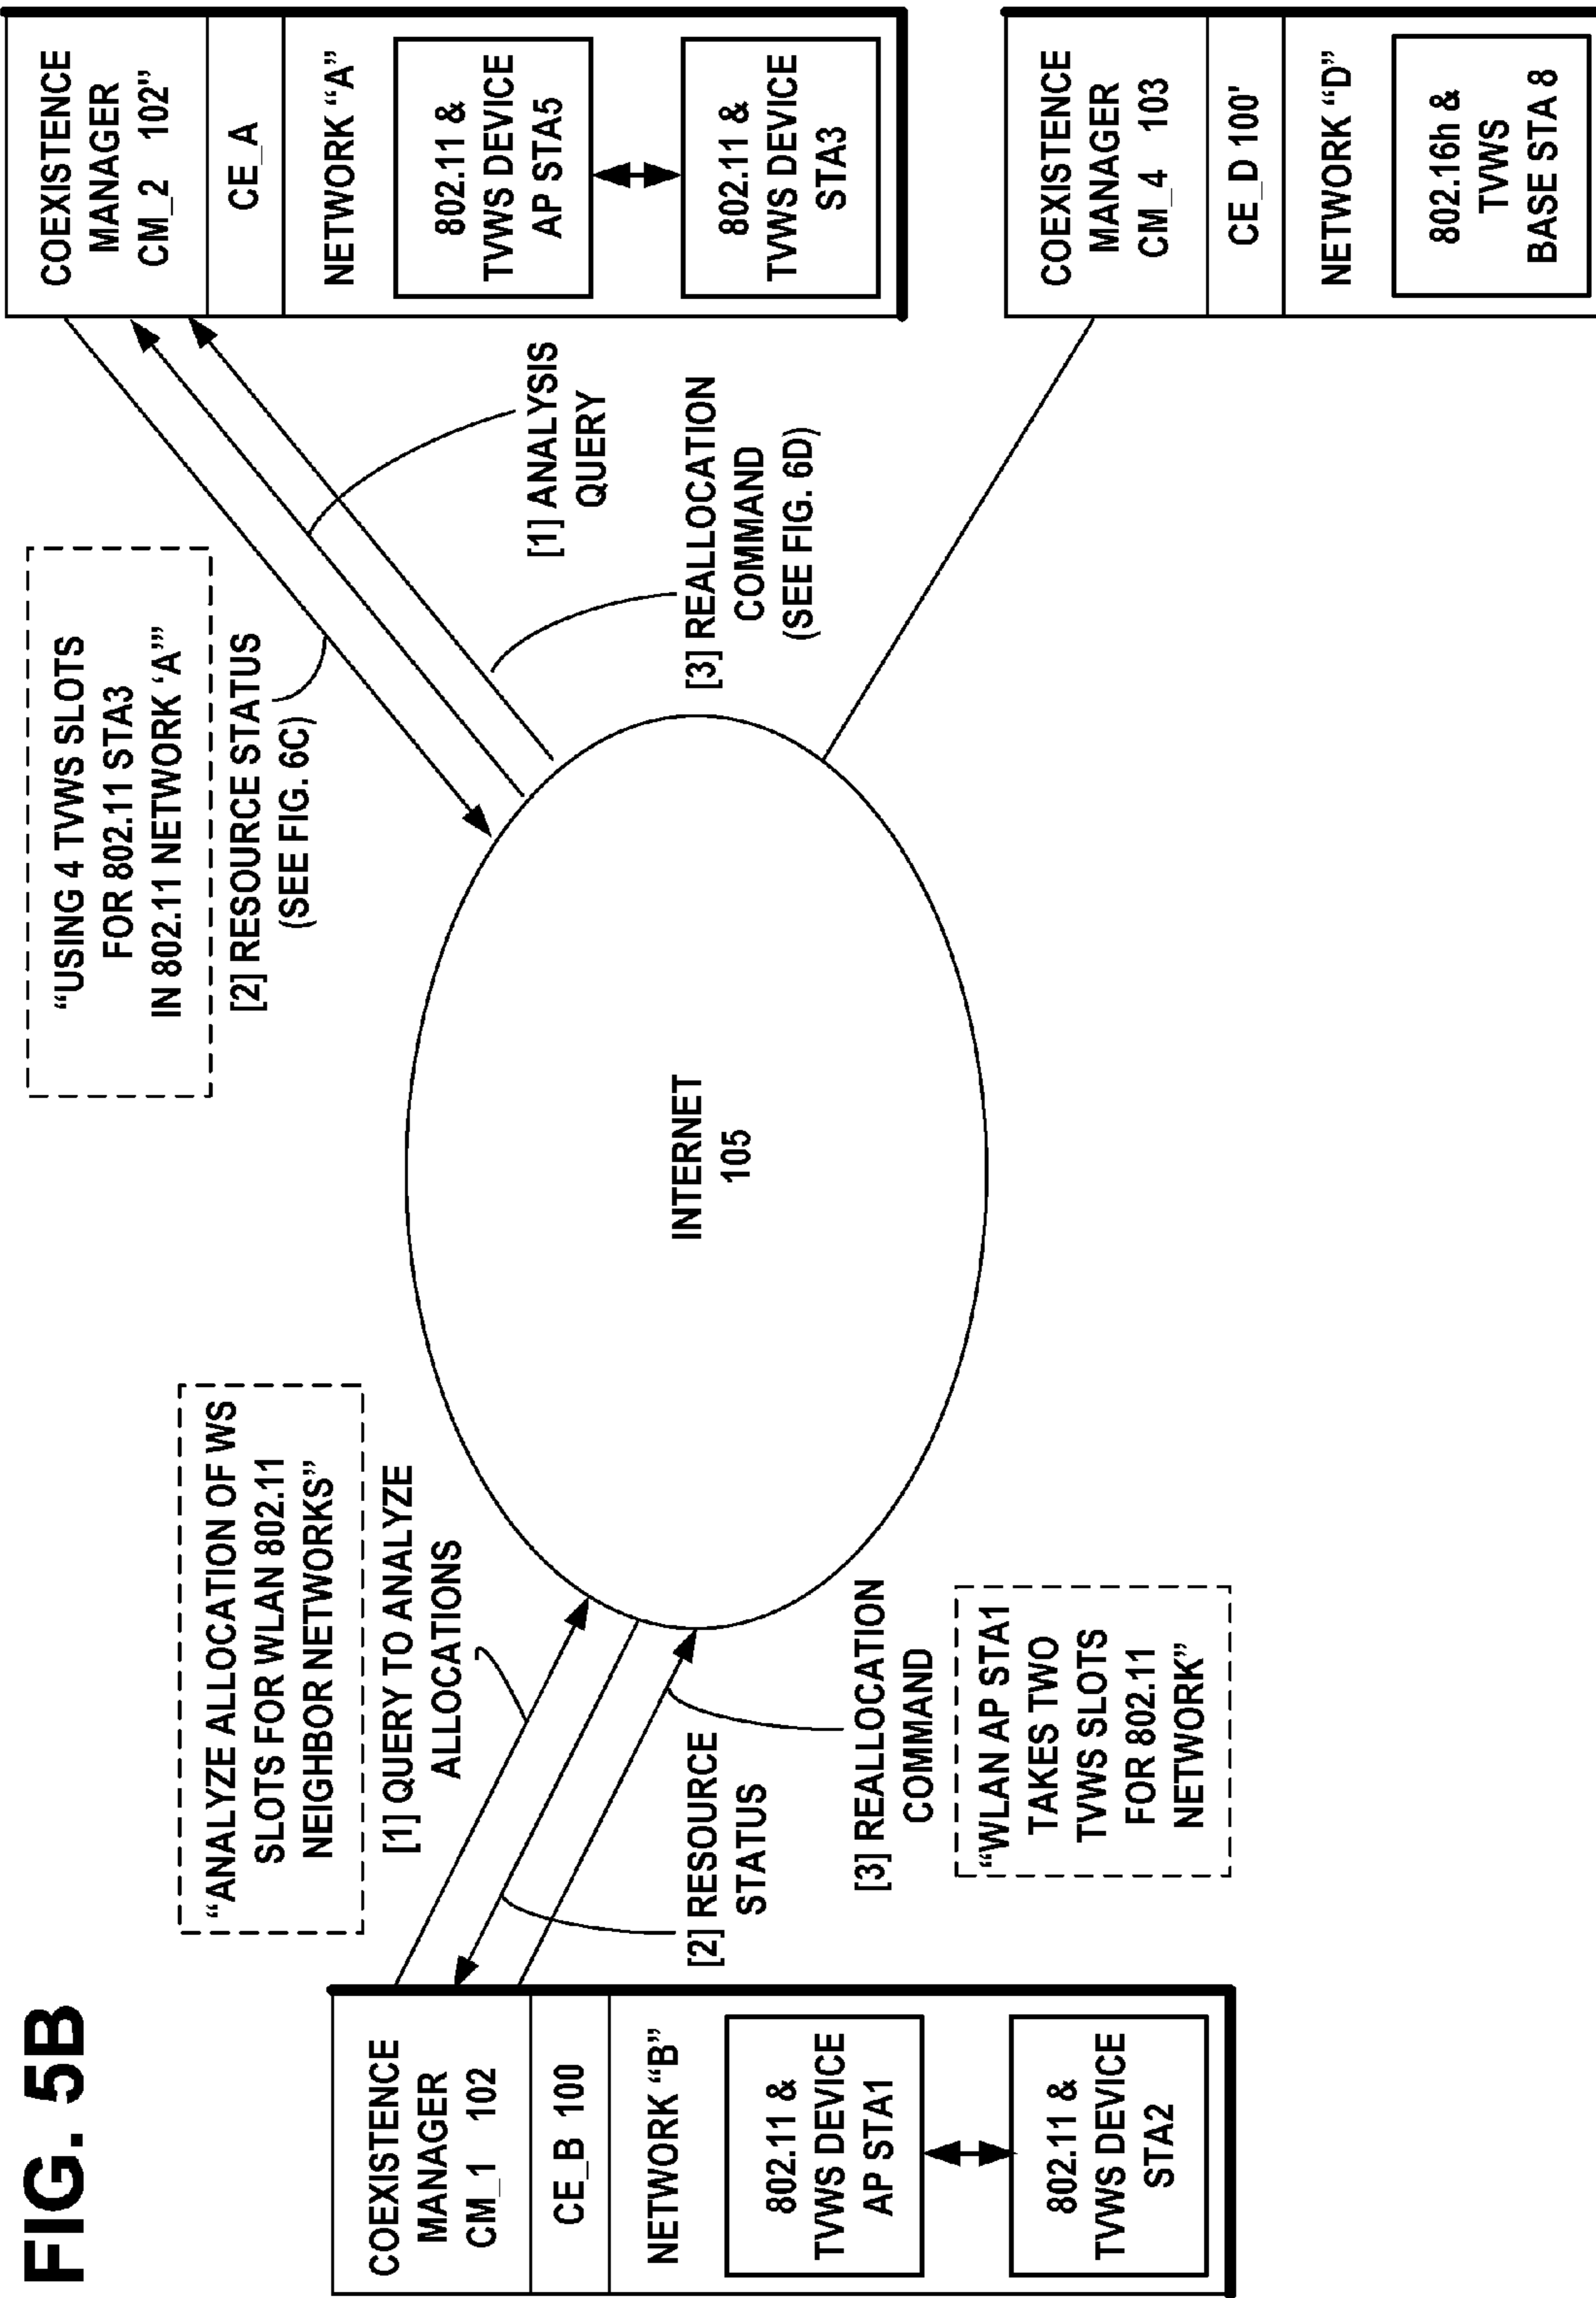 FIG. 5B
COEXISTENCE
MANAGER
CM_1 102
CE_B 100
NETWORK “B”
802.11 &
TVWS DEVICE
AP STA1
802.11 &
TVWS DEVICE
STA2
“ANALYZE ALLOCATION OF WS
SLOTS FOR WLAN 802.11
NEIGHBOR NETWORKS”
[1] QUERY TO ANALYZE
ALLOCATIONS
[2] RESOURCE
STATUS
[3] REALLOCATION
COMMAND
“WLAN AP STA1
TAKES TWO
TVWS SLOTS
FOR 802.11
NETWORK”
INTERNET
105
“USING 4 TVWS SLOTS
FOR 802.11 STA3
IN 802.11 NETWORK ‘A’”
[2] RESOURCE STATUS
(SEE FIG. 6C)
[1] ANALYSIS
QUERY
[3] REALLOCATION
COMMAND
(SEE FIG. 6D)
COEXISTENCE
MANAGER
CM_2 102”
CE_A
NETWORK “A”
802.11 &
TVWS DEVICE
AP STA5
802.11 &
TVWS DEVICE
STA3
COEXISTENCE
MANAGER
CM_4 103
CE_D 100'
NETWORK “D”
802.16h &
TVWS
BASE STA 8